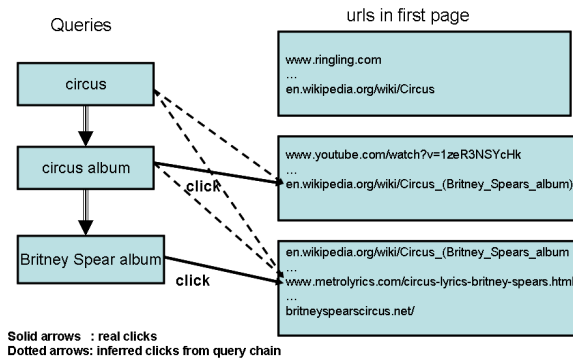 Queries
urls in first page
circus
www.ringling.com
...
en.wikipedia.org/wiki/Circus
circus album
click
www.youtube.com/watch?v=1zeR3NSYcHk
...
en.wikipedia.org/wiki/Circus_(Britney_Spears_album)
Britney Spear album
click
en.wikipedia.org/wiki/Circus_(Britney_Spears_album
...
www.metrolyrics.com/circus-lyrics-britney-spears.html
...
britneyspearscircus.net/
Solid arrows : real clicks
Dotted arrows: inferred clicks from query chain